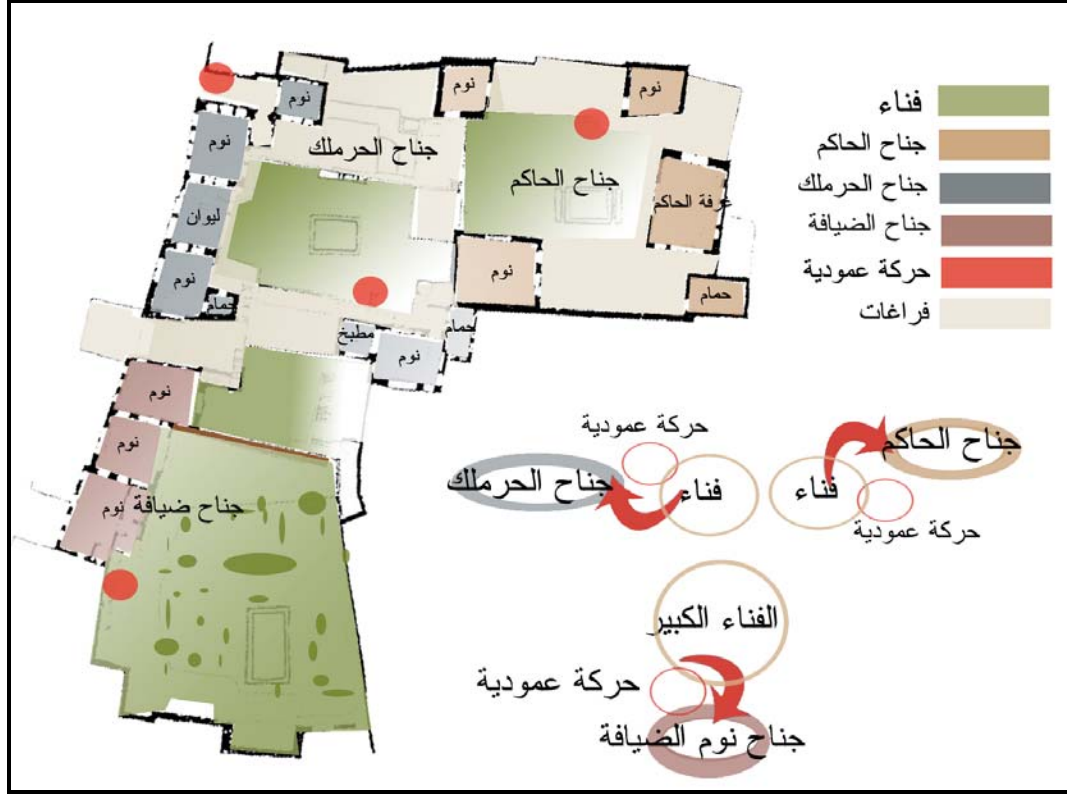 نوم
نوم
نوم
نوم
جناح الحرملك
جناح الحاكم
ليوان
غرفة الحاكم
نوم
نوم
حمام
حمام
حمام
مطبخ
نوم
نوم
نوم
جناح ضيافة
نوم
فناء
جناح الحاكم
جناح الحرملك
جناح الضيافة
حركة عمودية
فراغات
حركة عمودية
جناح الحاكم
جناح الحرملك
فناء
فناء
حركة عمودية
الفناء الكبير
حركة عمودية
جناح نوم الضيافة